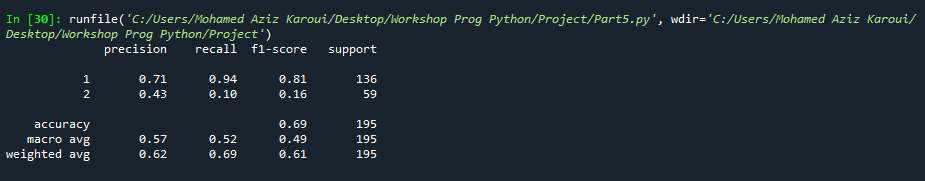 In [30]: runfile('C:/Users/Mohamed Aziz Karoui/Desktop/Workshop Prog Python/Project/Part5.py', wdir='C:/Users/Mohamed Aziz Karoui/
Desktop/Workshop Prog Python/Project')
              precision    recall  f1-score   support

           1       0.71      0.94      0.81       136
           2       0.43      0.10      0.16        59

    accuracy                           0.69       195
   macro avg       0.57      0.52      0.49       195
weighted avg       0.62      0.69      0.61       195